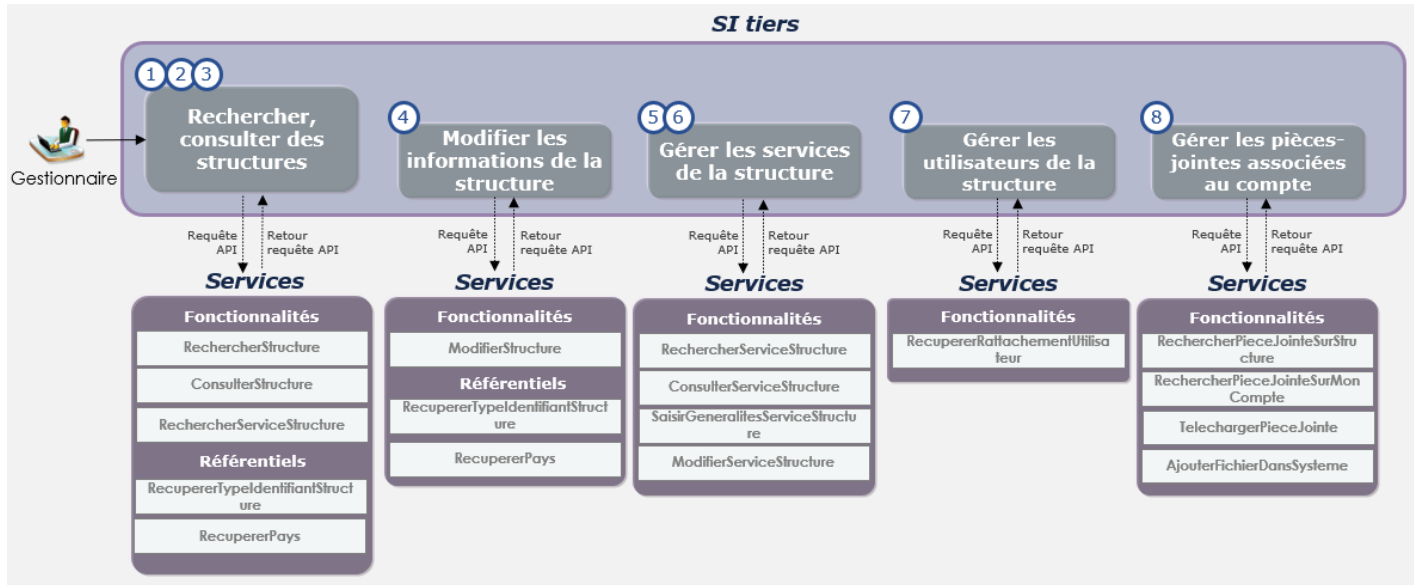 SI tiers
1 2 3
Rechercher,
consulter des
structures
4
Modifier les
informations de la
structure
5 6
Gérer les services
de la structure
7
Gérer les
utilisateurs de la
structure
8
Gérer les pièces-
jointes associées
au compte
Gestionnaire
Requête
API
Retour
requête API
Requête
API
Retour
requête API
Requête
API
Retour
requête API
Requête
API
Retour
requête API
Requête
API
Retour
requête API
Services
Fonctionnalités
RechercherStructure
ConsulterStructure
RechercherServiceStructure
Référentiels
RecupererTypeIdentifiantStruct
ure
RecupererPays
Services
Fonctionnalités
ModifierStructure
Référentiels
RecupererTypeIdentifiantStruct
ure
RecupererPays
Services
Fonctionnalités
RechercherServiceStructure
ConsulterServiceStructure
SaisirGeneralitesServiceStructu
re
ModifierServiceStructure
Services
Fonctionnalités
RecupererRattachementUtilisa
teur
Services
Fonctionnalités
RechercherPieceJointeSurStru
cture
RechercherPieceJointeSurMon
Compte
TelechargerPieceJointe
AjouterFichierDansSysteme